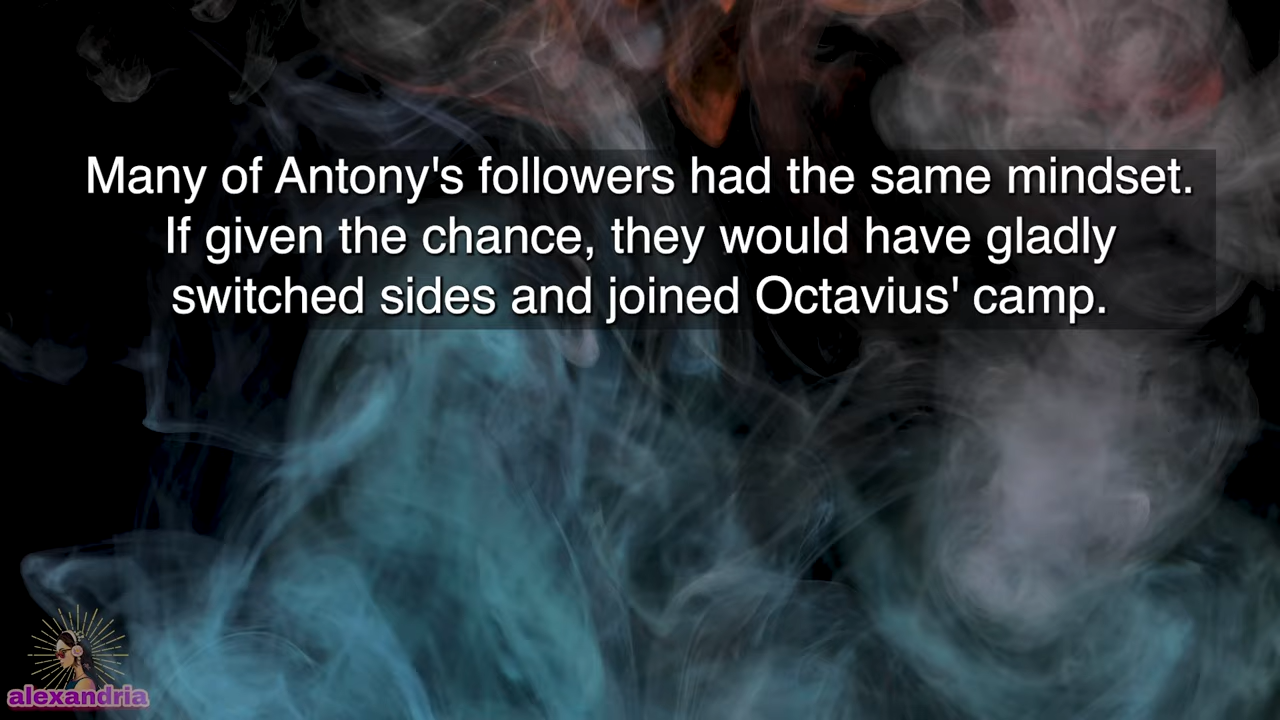 Many of Antony's followers had the same mindset.
If given the chance, they would have gladly
switched sides and joined Octavius' camp.
alexandria